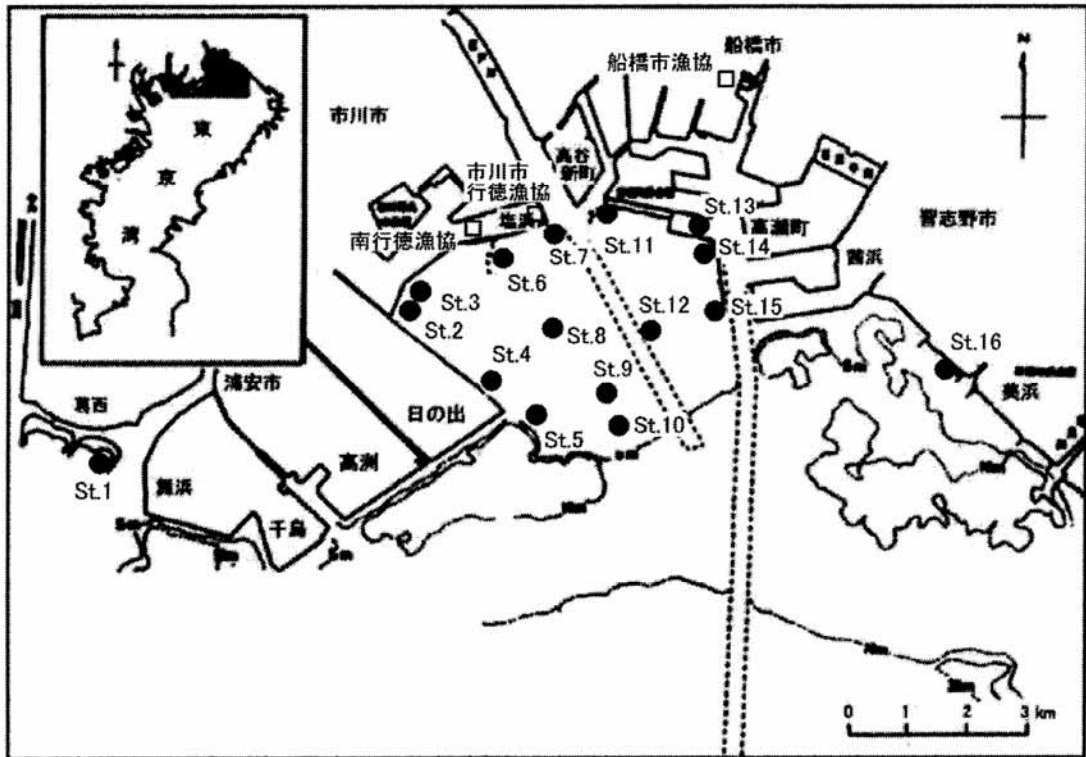 東
京
湾
船橋市
船橋市漁協
N
市川市
高谷
新町
市川市
行徳漁協
塩浜
南行徳漁協
St.13
高瀬町
習志野市
St.11
St.7
St.14
茜浜
St.6
St.3
St.2
St.15
St.12
St.8
St.16
St.4
St.9
浦安市
美浜
葛西
日の出
St.10
St.5
高洲
St.1
舞浜
5m
千鳥
5m
10m
0 1 2 3 km